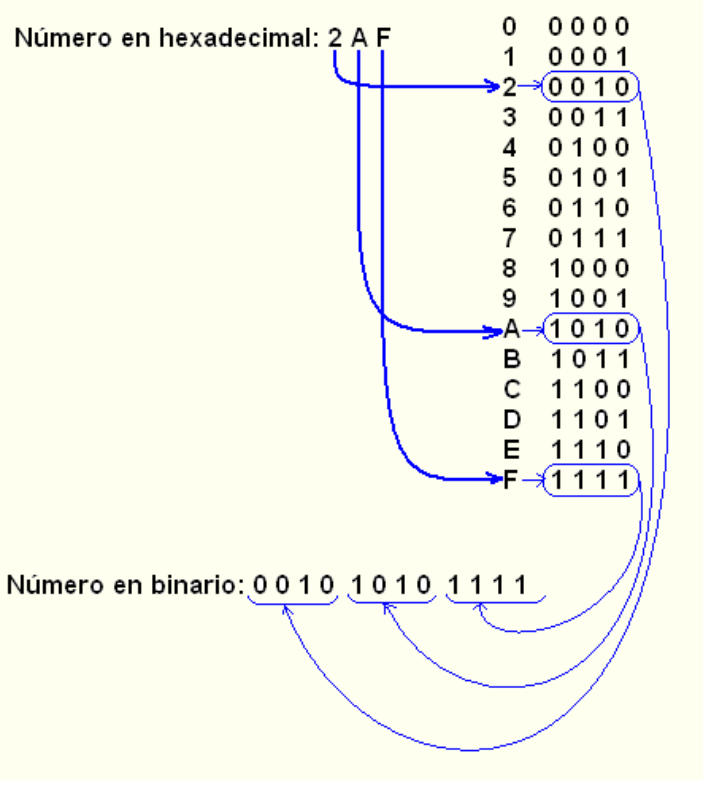 Número en hexadecimal: 2 A F
0 0 0 0 0
1 0 0 0 1
2 0 0 1 0
3 0 0 1 1
4 0 1 0 0
5 0 1 0 1
6 0 1 1 0
7 0 1 1 1
8 1 0 0 0
9 1 0 0 1
A 1 0 1 0
B 1 0 1 1
C 1 1 0 0
D 1 1 0 1
E 1 1 1 0
F 1 1 1 1
Número en binario: 0 0 1 0 1 0 1 0 1 1 1 1